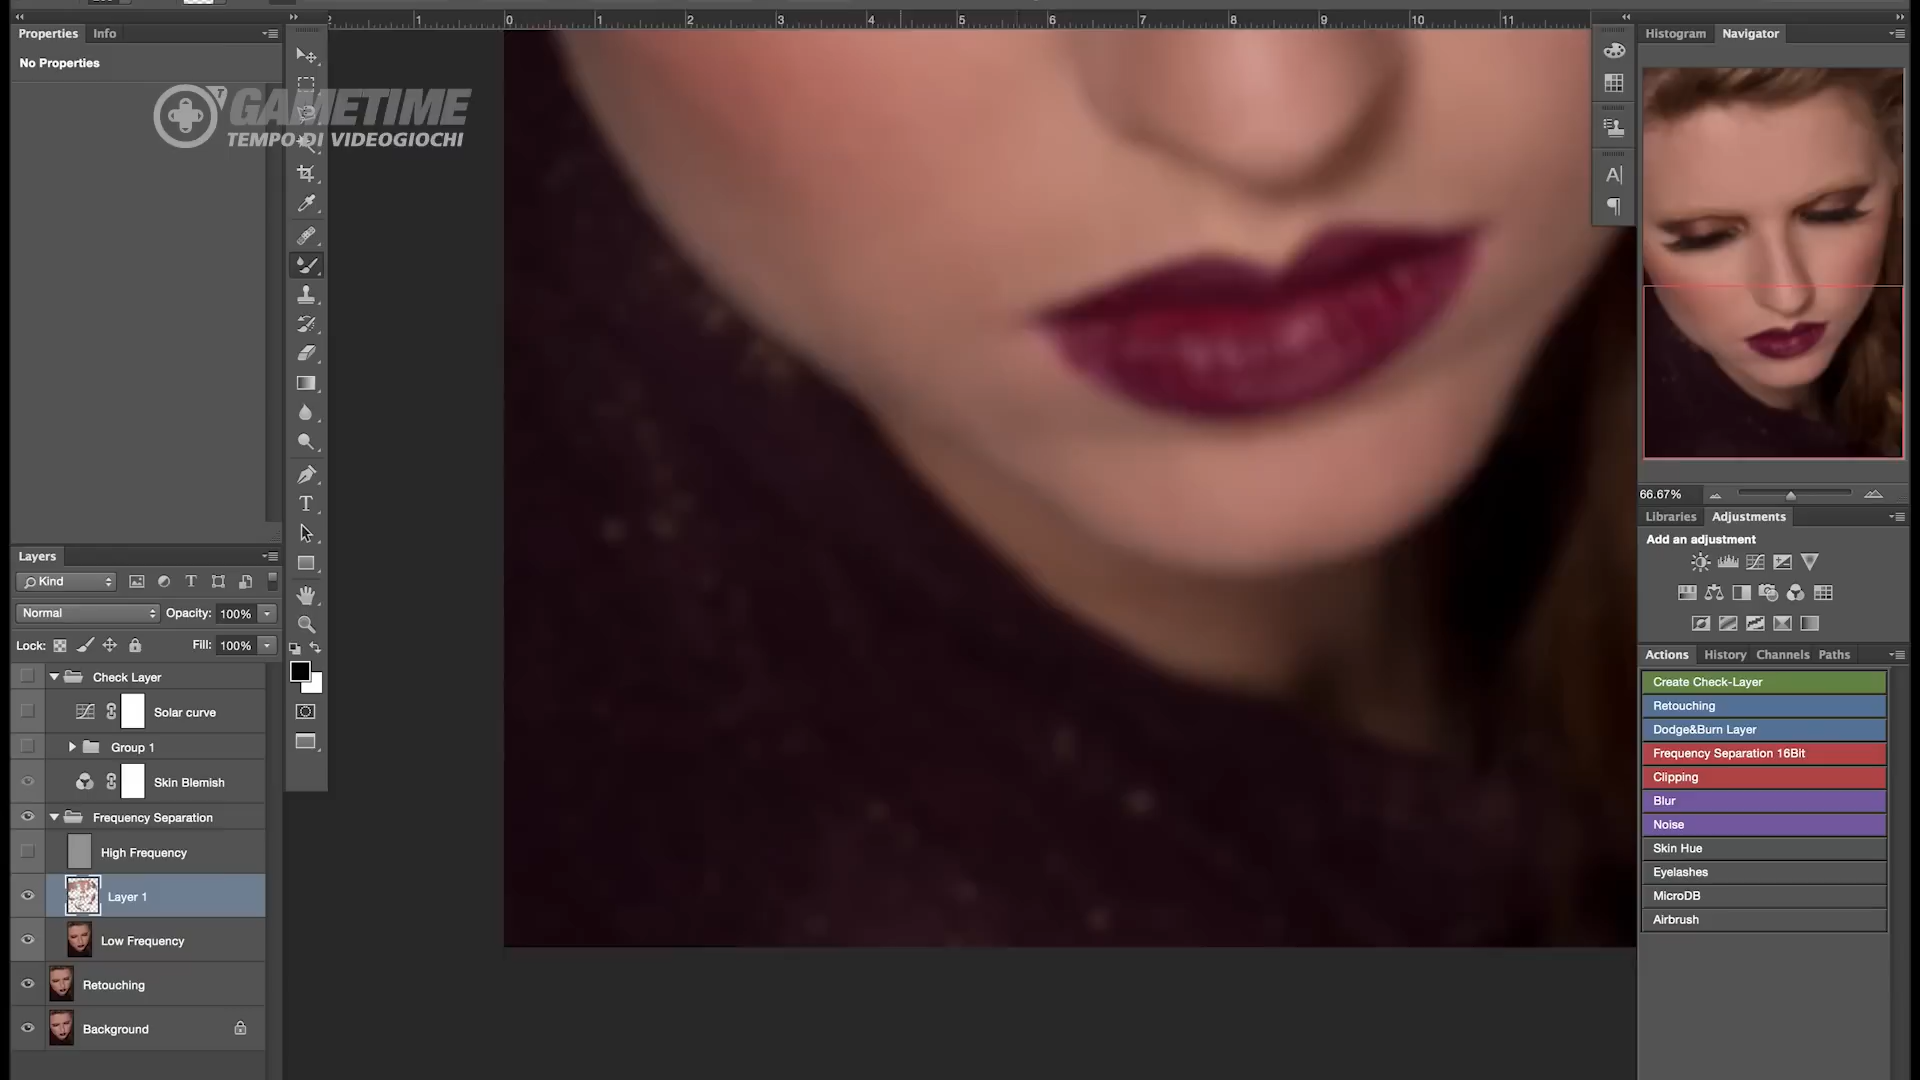 Properties
Info
No Properties
GAMETIME
TEMPO DI VIDEOGIOCHI
1
0
1
2
3
4
5
6
7
8
9
10
11
Histogram
Navigator
66.67%
Libraries
Adjustments
Add an adjustment
Actions
History
Channels
Paths
Create Check-Layer
Retouching
Dodge&Burn Layer
Frequency Separation 16Bit
Clipping
Blur
Noise
Skin Hue
Eyelashes
MicroDB
Airbrush
Layers
Kind
Normal
Opacity: 100%
Lock:
Fill: 100%
Check Layer
Solar curve
Group 1
Skin Blemish
Frequency Separation
High Frequency
Layer 1
Low Frequency
Retouching
Background